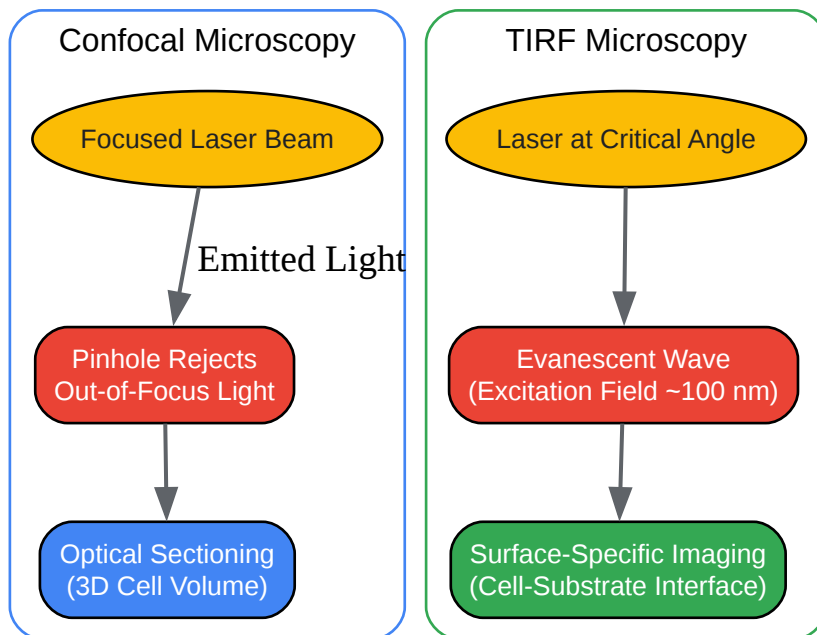 Confocal Microscopy
Focused Laser Beam
Emitted Light
Pinhole Rejects
Out-of-Focus Light
Optical Sectioning
(3D Cell Volume)
TIRF Microscopy
Laser at Critical Angle
Evanescent Wave
(Excitation Field ~100 nm)
Surface-Specific Imaging
(Cell-Substrate Interface)